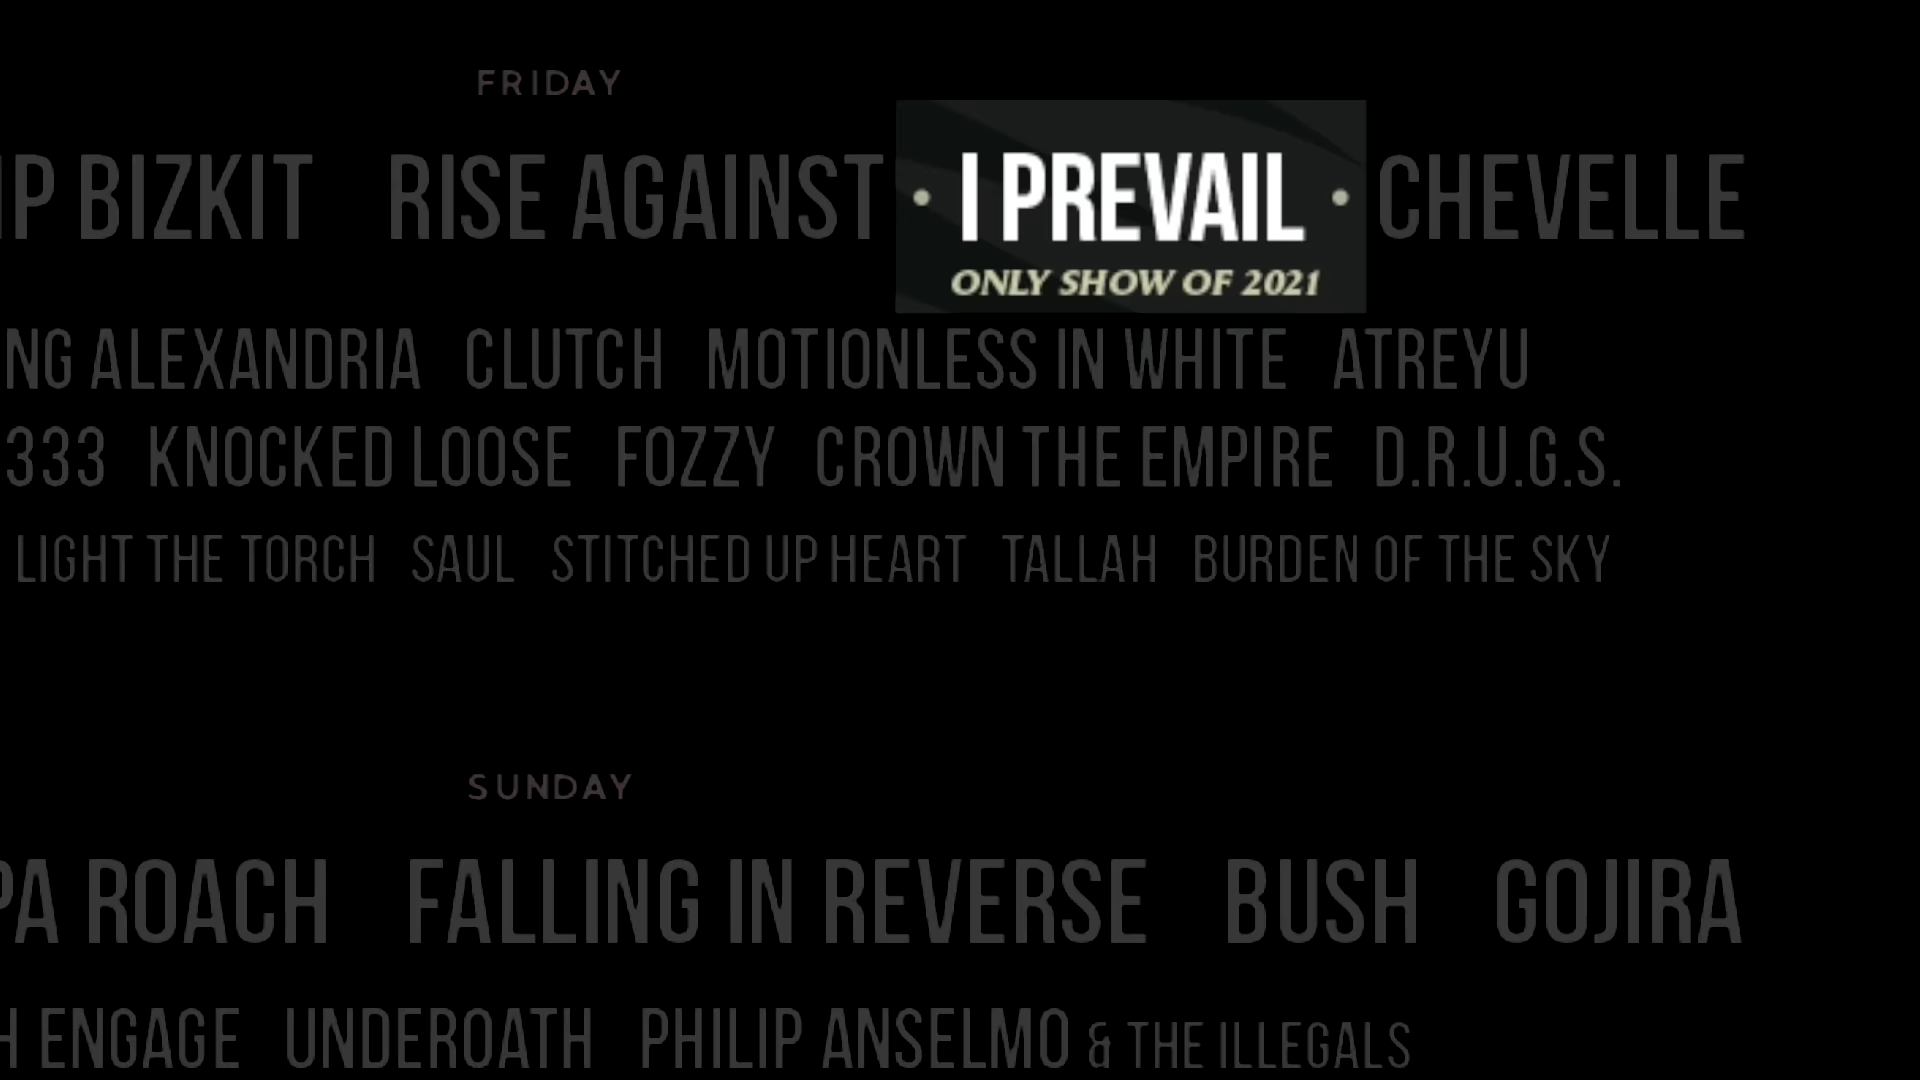 FRIDAY
IP BIZKIT RISE AGAINST • I PREVAIL • CHEVELLE
ONLY SHOW OF 2021
NG ALEXANDRIA CLUTCH MOTIONLESS IN WHITE ATREYU
333 KNOCKED LOOSE FOZZY CROWN THE EMPIRE D.R.U.G.S.
LIGHT THE TORCH SAUL STITCHED UP HEART TALLAH BURDEN OF THE SKY
SUNDAY
PA ROACH FALLING IN REVERSE BUSH GOJIRA
H ENGAGE UNDEROATH PHILIP ANSELMO & THE ILLEGALS